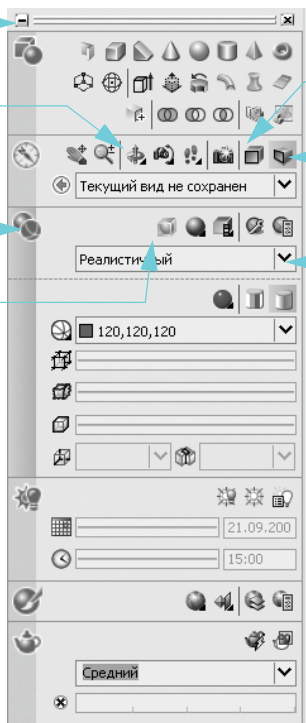 Текущий вид не сохранен
Реалистичный
120,120,120
21.09.200
15:00
Средний